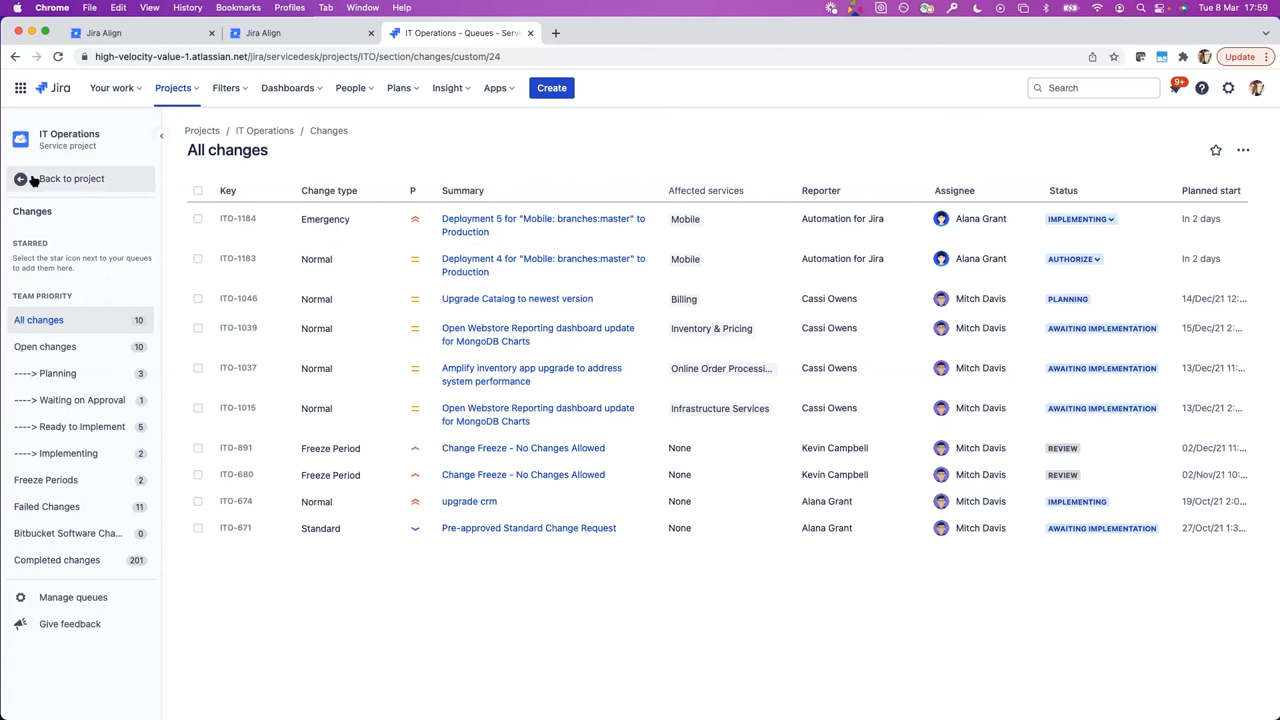 Chrome File Edit View History Bookmarks Profiles Tab Window Help Tue 8 Mar 17:59
Jira Align
Jira Align
IT Operations - Queues - Servi
high-velocity-value-1.atlassian.net/jira/servicedesk/projects/ITO/section/changes/custom/24
Update
Jira Your work Projects Filters Dashboards People Plans Insight Apps Create Search 9+
IT Operations
Service project
Back to project
Changes
STARRED
Select the star icon next to your queues
to add them here.
TEAM PRIORITY
All changes 10
Open changes 10
----> Planning 3
----> Waiting on Approval 1
----> Ready to Implement 5
----> Implementing 2
Freeze Periods 2
Failed Changes 11
Bitbucket Software Cha... 0
Completed changes 201
Manage queues
Give feedback
Projects / IT Operations / Changes
All changes
Key Change type P Summary Affected services Reporter Assignee Status Planned start
ITO-1184 Emergency Deployment 5 for "Mobile: branches:master" to Mobile Automation for Jira Alana Grant IMPLEMENTING In 2 days
Production
ITO-1183 Normal Deployment 4 for "Mobile: branches:master" to Mobile Automation for Jira Alana Grant AUTHORIZE In 2 days
Production
ITO-1046 Normal Upgrade Catalog to newest version Billing Cassi Owens Mitch Davis PLANNING 14/Dec/21 12:...
ITO-1039 Normal Open Webstore Reporting dashboard update Inventory & Pricing Cassi Owens Mitch Davis AWAITING IMPLEMENTATION 15/Dec/21 2:...
for MongoDB Charts
ITO-1037 Normal Amplify inventory app upgrade to address Online Order Processi... Cassi Owens Mitch Davis AWAITING IMPLEMENTATION 13/Dec/21 11:...
system performance
ITO-1015 Normal Open Webstore Reporting dashboard update Infrastructure Services Cassi Owens Mitch Davis AWAITING IMPLEMENTATION 13/Dec/21 2:...
for MongoDB Charts
ITO-891 Freeze Period Change Freeze - No Changes Allowed None Kevin Campbell Mitch Davis REVIEW 02/Dec/21 11:...
ITO-680 Freeze Period Change Freeze - No Changes Allowed None Kevin Campbell Mitch Davis REVIEW 02/Nov/21 10:...
ITO-674 Normal upgrade crm None Alana Grant Mitch Davis IMPLEMENTING 19/Oct/21 2:0...
ITO-671 Standard Pre-approved Standard Change Request None Alana Grant Mitch Davis AWAITING IMPLEMENTATION 27/Oct/21 1:3...